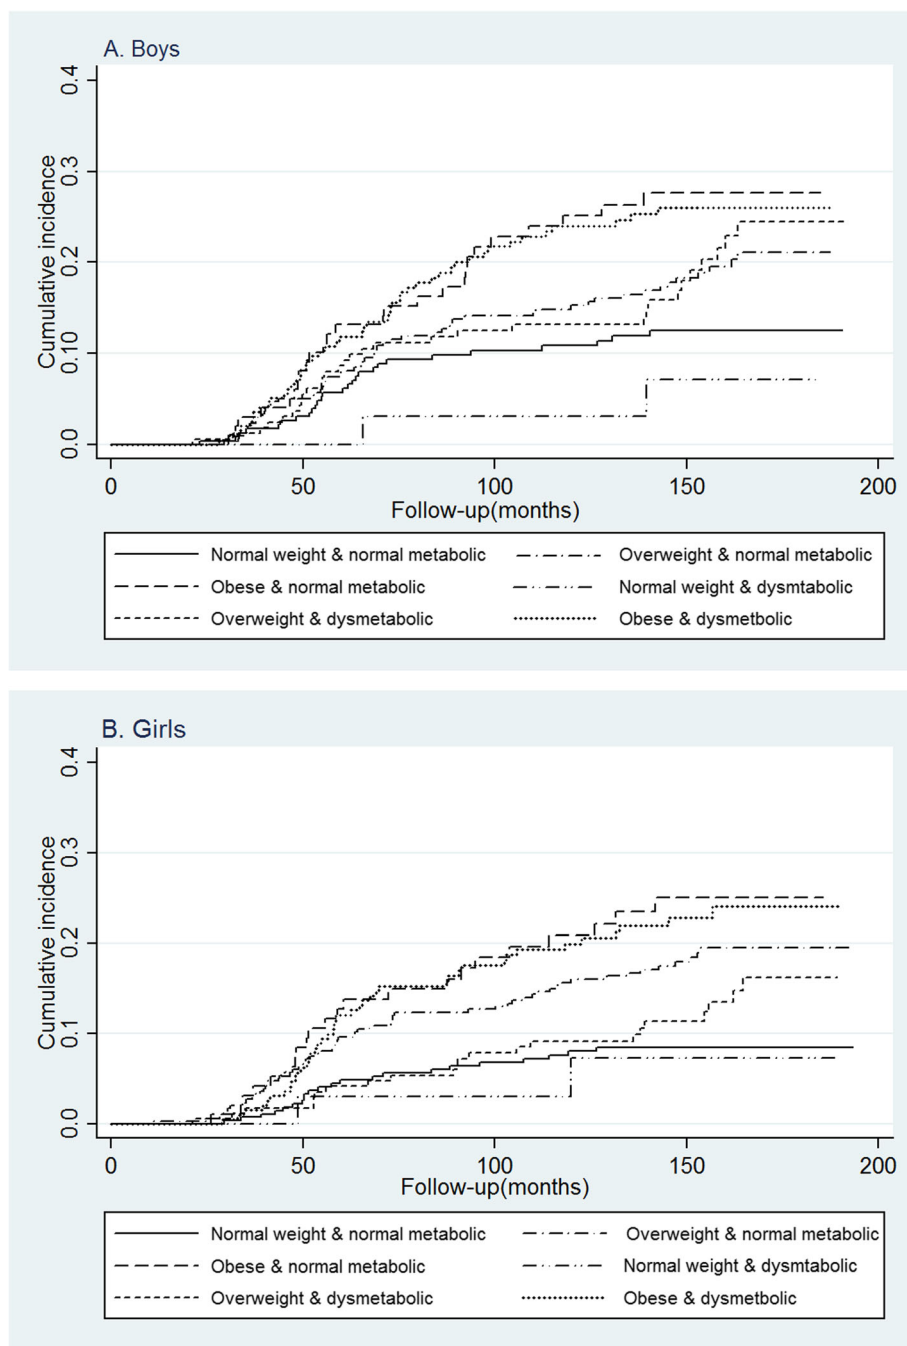 A. Boys
Cumulative incidence
0.4
0.3
0.2
0.10
0.0
0 50 100 150 200
Follow-up(months)
Normal weight & normal metabolic Overweight & normal metabolic
Obese & normal metabolic Normal weight & dysmtabolic
Overweight & dysmetabolic Obese & dysmetbolic
B. Girls
Cumulative incidence
0.4
0.3
0.2
0.1
0.0
0 50 100 150 200
Follow-up(months)
Normal weight & normal metabolic Overweight & normal metabolic
Obese & normal metabolic Normal weight & dysmtabolic
Overweight & dysmetabolic Obese & dysmetbolic